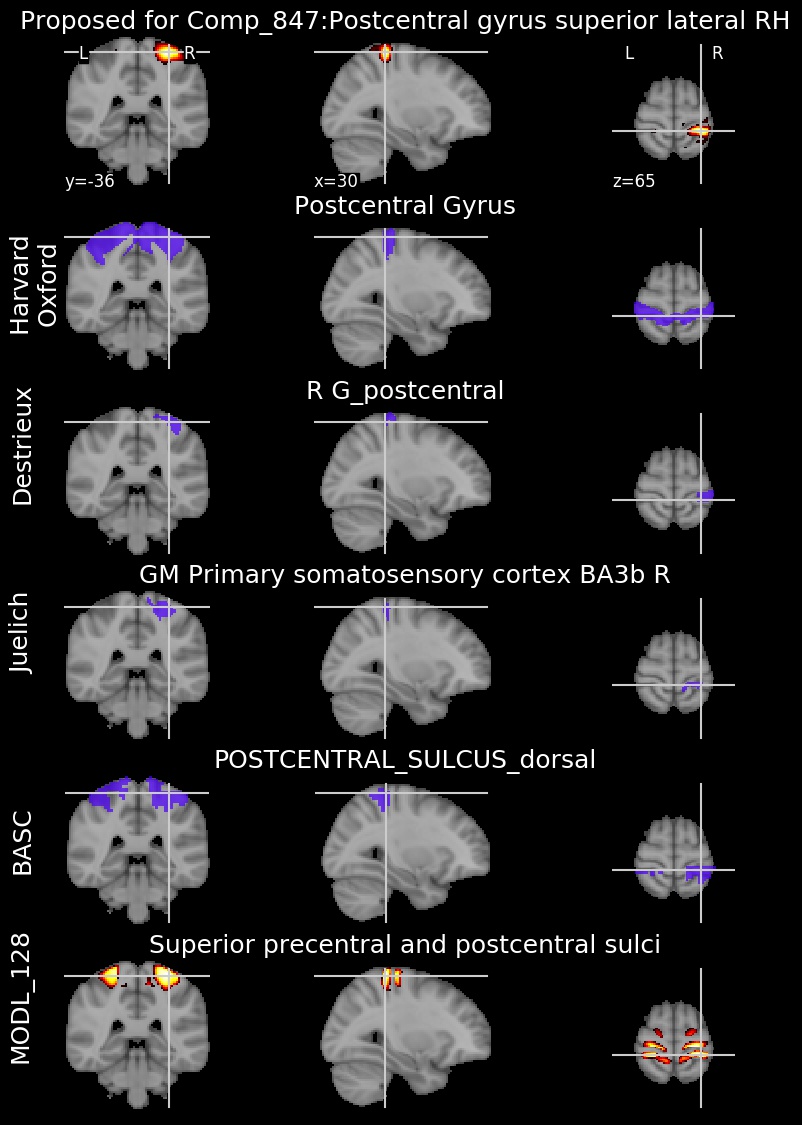 Proposed for Comp_847:Postcentral gyrus superior lateral RH
L R L R
y=-36 x=30 z=65
Postcentral Gyrus
Harvard
Oxford
R G_postcentral
Destrieux
GM Primary somatosensory cortex BA3b R
Juelich
POSTCENTRAL_SULCUS_dorsal
BASC
Superior precentral and postcentral sulci
MODL_128